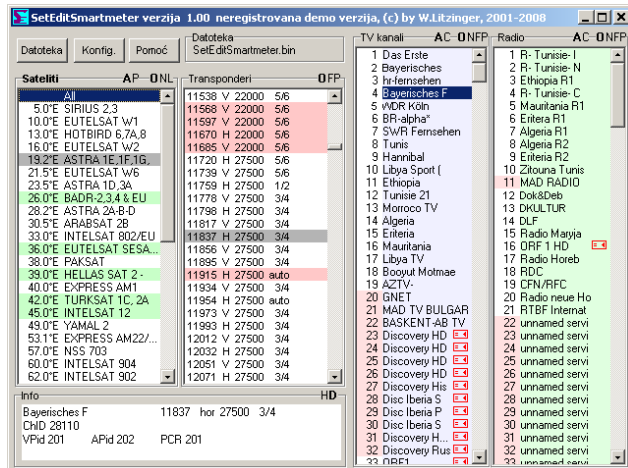 SetEditSmartmeter verzija 1.00 neregistrovana demo verzija, (c) by W.Litzinger, 2001-2008
Datoteka Konfig. Pomoć
Datoteka
SetEditSmartmeter.bin
Sateliti A P - O N L
All
5.0°E SIRIUS 2,3
10.0°E EUTELSAT W1
13.0°E HOTBIRD 6,7A,8
16.0°E EUTELSAT W2
19.2°E ASTRA 1E,1F,1G,
21.5°E EUTELSAT W6
23.5°E ASTRA 1D,3A
26.0°E BADR-2,3,4 & EU
28.2°E ASTRA 2A-B-D
30.5°E ARABSAT 2B
33.0°E INTELSAT 802/EU
36.0°E EUTELSAT SESA...
38.0°E PAKSAT
39.0°E HELLAS SAT 2 -
40.0°E EXPRESS AM1
42.0°E TURKSAT 1C, 2A
45.0°E INTELSAT 12
49.0°E YAMAL 2
53.1°E EXPRESS AM22/...
57.0°E NSS 703
60.0°E INTELSAT 904
62.0°E INTELSAT 902
Transponderi O F P
11538 V 22000 5/6
11568 V 22000 5/6
11597 V 22000 5/6
11670 H 22000 5/6
11685 V 22000 5/6
11720 H 27500 5/6
11739 V 27500 5/6
11759 H 27500 1/2
11778 V 27500 3/4
11798 H 27500 3/4
11817 V 27500 3/4
11837 H 27500 3/4
11856 V 27500 3/4
11895 V 27500 3/4
11915 H 27500 auto
11934 V 27500 3/4
11954 H 27500 auto
11973 V 27500 3/4
11993 H 27500 3/4
12012 V 27500 3/4
12032 H 27500 3/4
12051 V 27500 3/4
12071 H 27500 3/4
Info HD-
Bayerisches F 11837 hor 27500 3/4
ChID 28110
VPid 201 APid 202 PCR 201
TV kanali A C - O N F P
1 Das Erste
2 Bayerisches
3 hr-fernsehen
4 Bayerisches F
5 WDR Köln
6 BR-alpha*
7 SWR Fernsehen
8 Tunis
9 Hannibal
10 Libya Sport (
11 Ethiopia
12 Tunisie 21
13 Morroco TV
14 Algeria
15 Eriteria
16 Mauritania
17 Libya TV
18 Booyut Motmae
19 AZTV-
20 GNET
21 MAD TV BULGAR
22 BASKENT-AB TV
23 Discovery HD
24 Discovery HD
25 Discovery HD
26 Discovery HD
27 Discovery His
28 Disc Iberia S
29 Disc Iberia P
30 Disc Iberia S
31 Discovery H...
32 Discovery Rus
33 ORF1
Radio A C - O N F P
1 R- Tunisie- I
2 R- Tunisie- N
3 Ethiopia R1
4 R- Tunisie- C
5 Mauritania R1
6 Eritera R1
7 Algeria R1
8 Algeria R2
9 Eriteria R2
10 Zitouna Tunis
11 MAD RADIO
12 Dok&Deb
13 DKULTUR
14 DLF
15 Radio Maryja
16 ORF 1 HD
17 Radio Horeb
18 RDC
19 CFN/RFC
20 Radio neue Ho
21 RTBF Internat
22 unnamed servi
23 unnamed servi
24 unnamed servi
25 unnamed servi
26 unnamed servi
27 unnamed servi
28 unnamed servi
29 unnamed servi
30 unnamed servi
31 unnamed servi
32 unnamed servi
33 unnamed servi